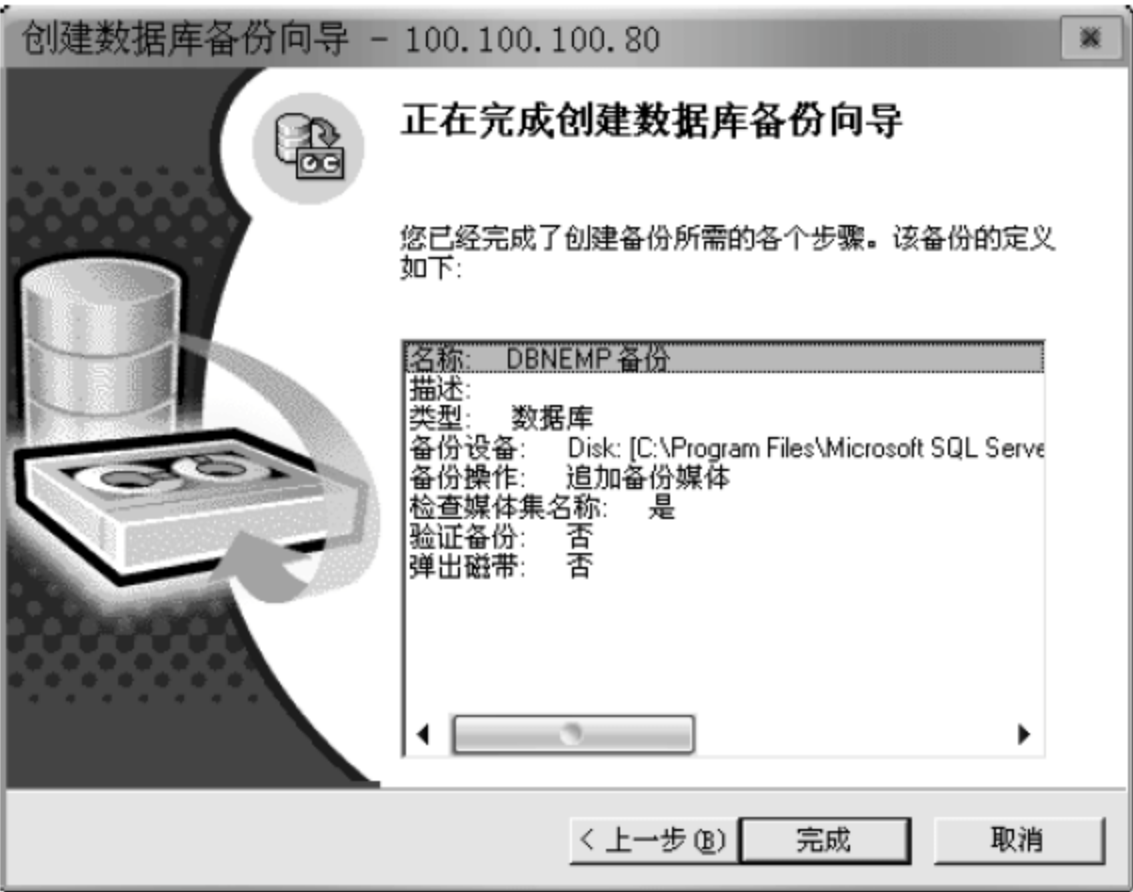 创建数据库备份向导 - 100.100.100.80
正在完成创建数据库备份向导
您已经完成了创建备份所需的各个步骤。该备份的定义
如下:
名称: DBNEMP 备份
描述:
类型: 数据库
备份设备: Disk: [C:\Program Files\Microsoft SQL Serve
备份操作: 追加备份媒体
检查媒体集名称: 是
验证备份: 否
弹出磁带: 否
< 上一步(B) 完成 取消